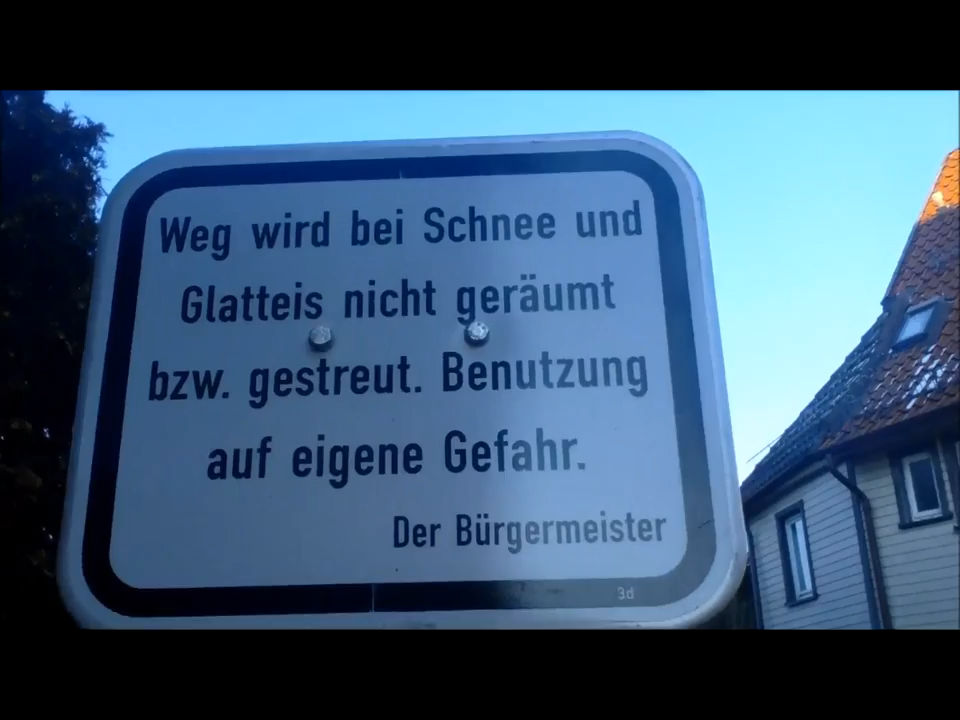 Weg wird bei Schnee und
Glatteis nicht geräumt
bzw. gestreut. Benutzung
auf eigene Gefahr.
Der Bürgermeister
3d